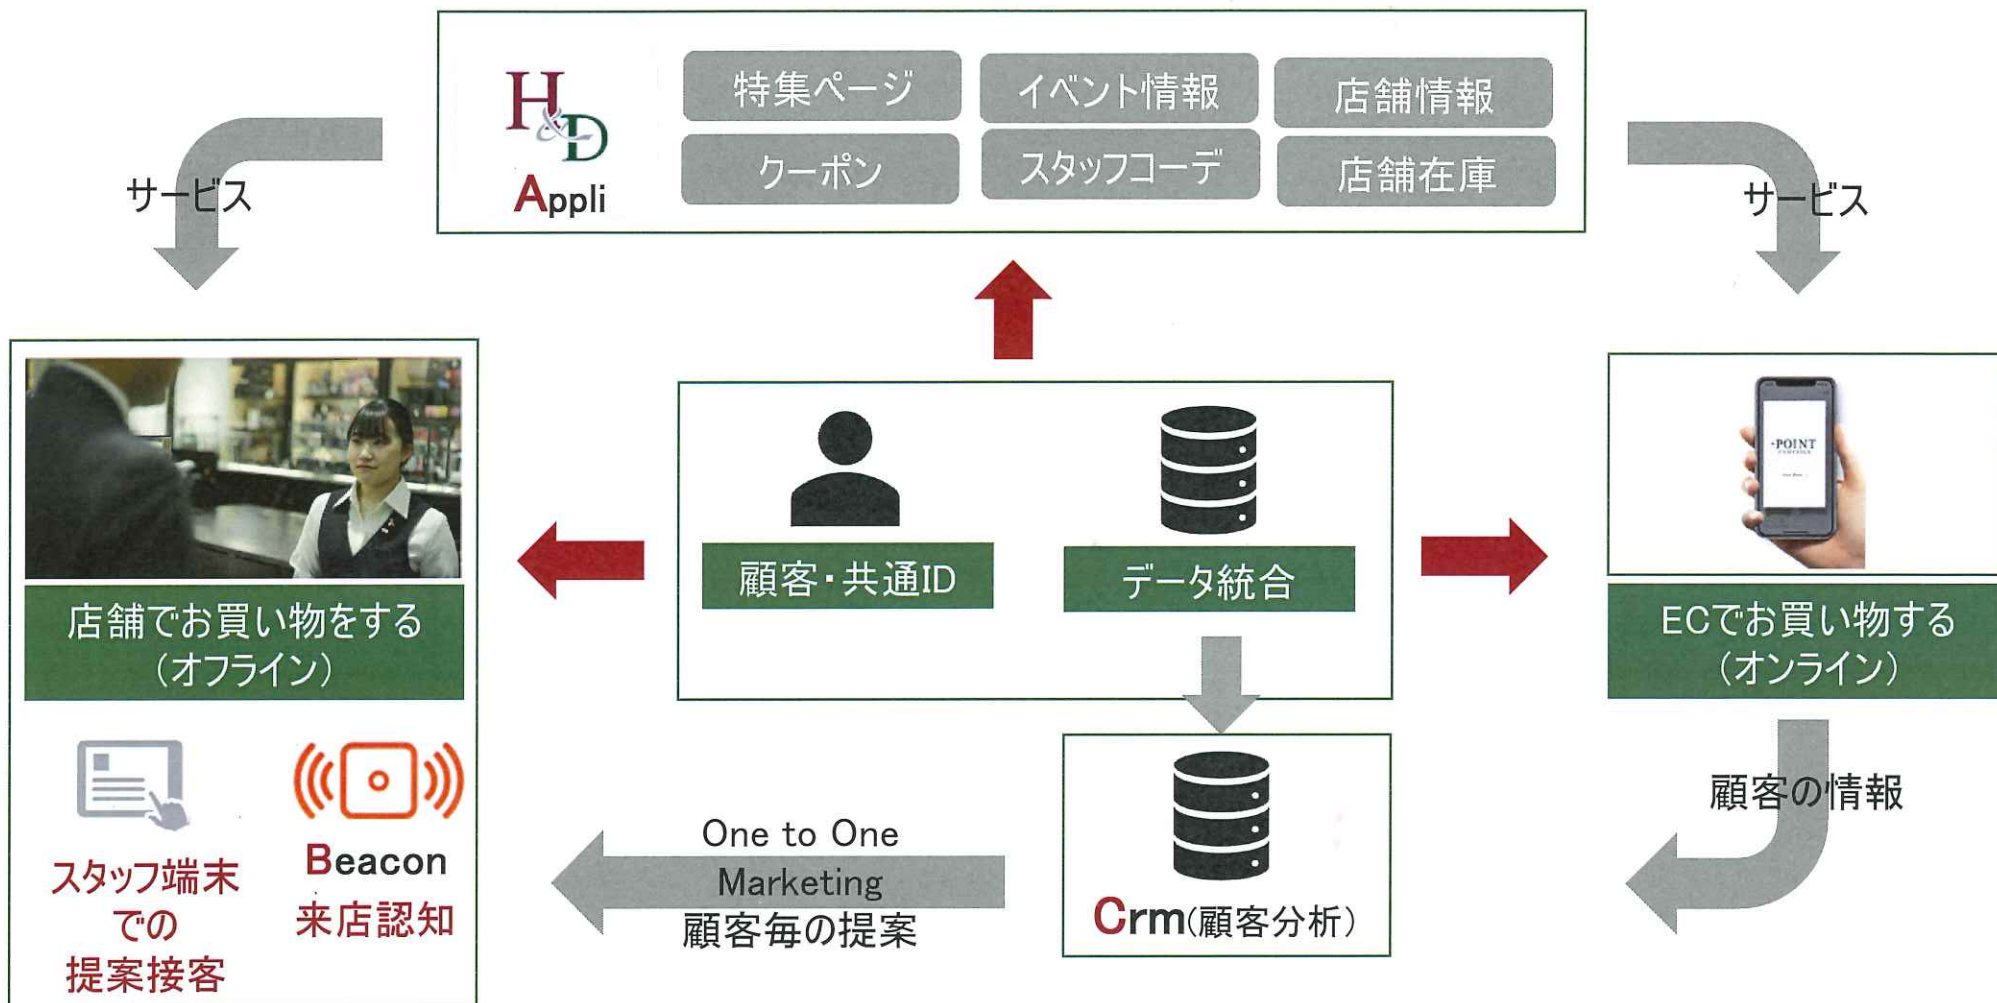 H&D
Appli
特集ページ
イベント情報
店舗情報
クーポン
スタッフコーデ
店舗在庫
サービス
サービス
顧客・共通ID
データ統合
店舗でお買い物をする
(オフライン)
+POINT
ECでお買い物する
(オンライン)
スタッフ端末
での
提案接客
Beacon
来店認知
One to One
Marketing
顧客毎の提案
Crm(顧客分析)
顧客の情報